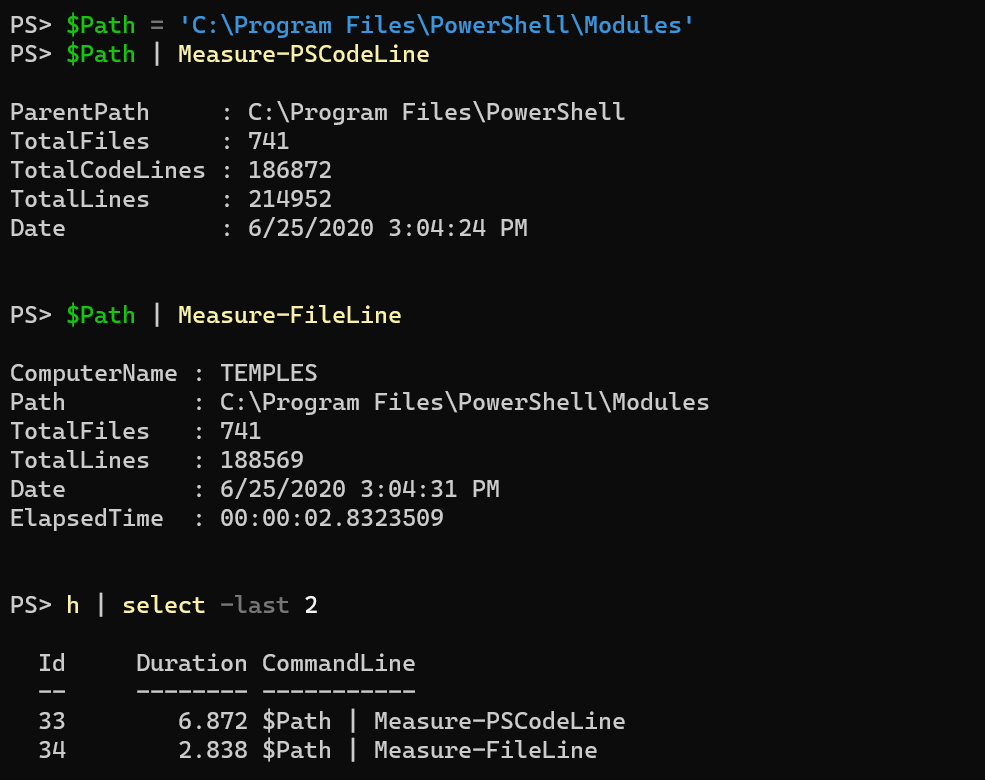 PS> $Path = 'C:\Program Files\PowerShell\Modules'
PS> $Path | Measure-PSCodeLine
ParentPath     : C:\Program Files\PowerShell
TotalFiles     : 741
TotalCodeLines : 186872
TotalLines     : 214952
Date           : 6/25/2020 3:04:24 PM
PS> $Path | Measure-FileLine
ComputerName : TEMPLES
Path         : C:\Program Files\PowerShell\Modules
TotalFiles   : 741
TotalLines   : 188569
Date         : 6/25/2020 3:04:31 PM
ElapsedTime  : 00:00:02.8323509
PS> h | select -last 2
  Id     Duration CommandLine
  --     -------- -----------
  33        6.872 $Path | Measure-PSCodeLine
  34        2.838 $Path | Measure-FileLine